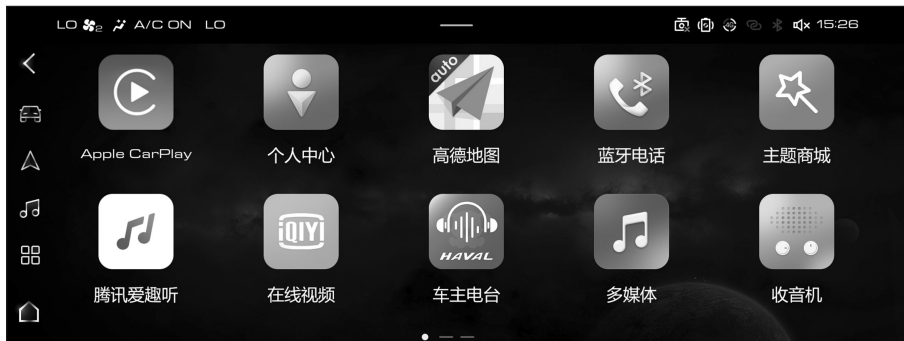 LO 2 A/C ON LO
4G 15:26
auto
Apple CarPlay
个人中心
高德地图
蓝牙电话
主题商城
iQIYI
HAVAL
腾讯爱趣听
在线视频
车主电台
多媒体
收音机